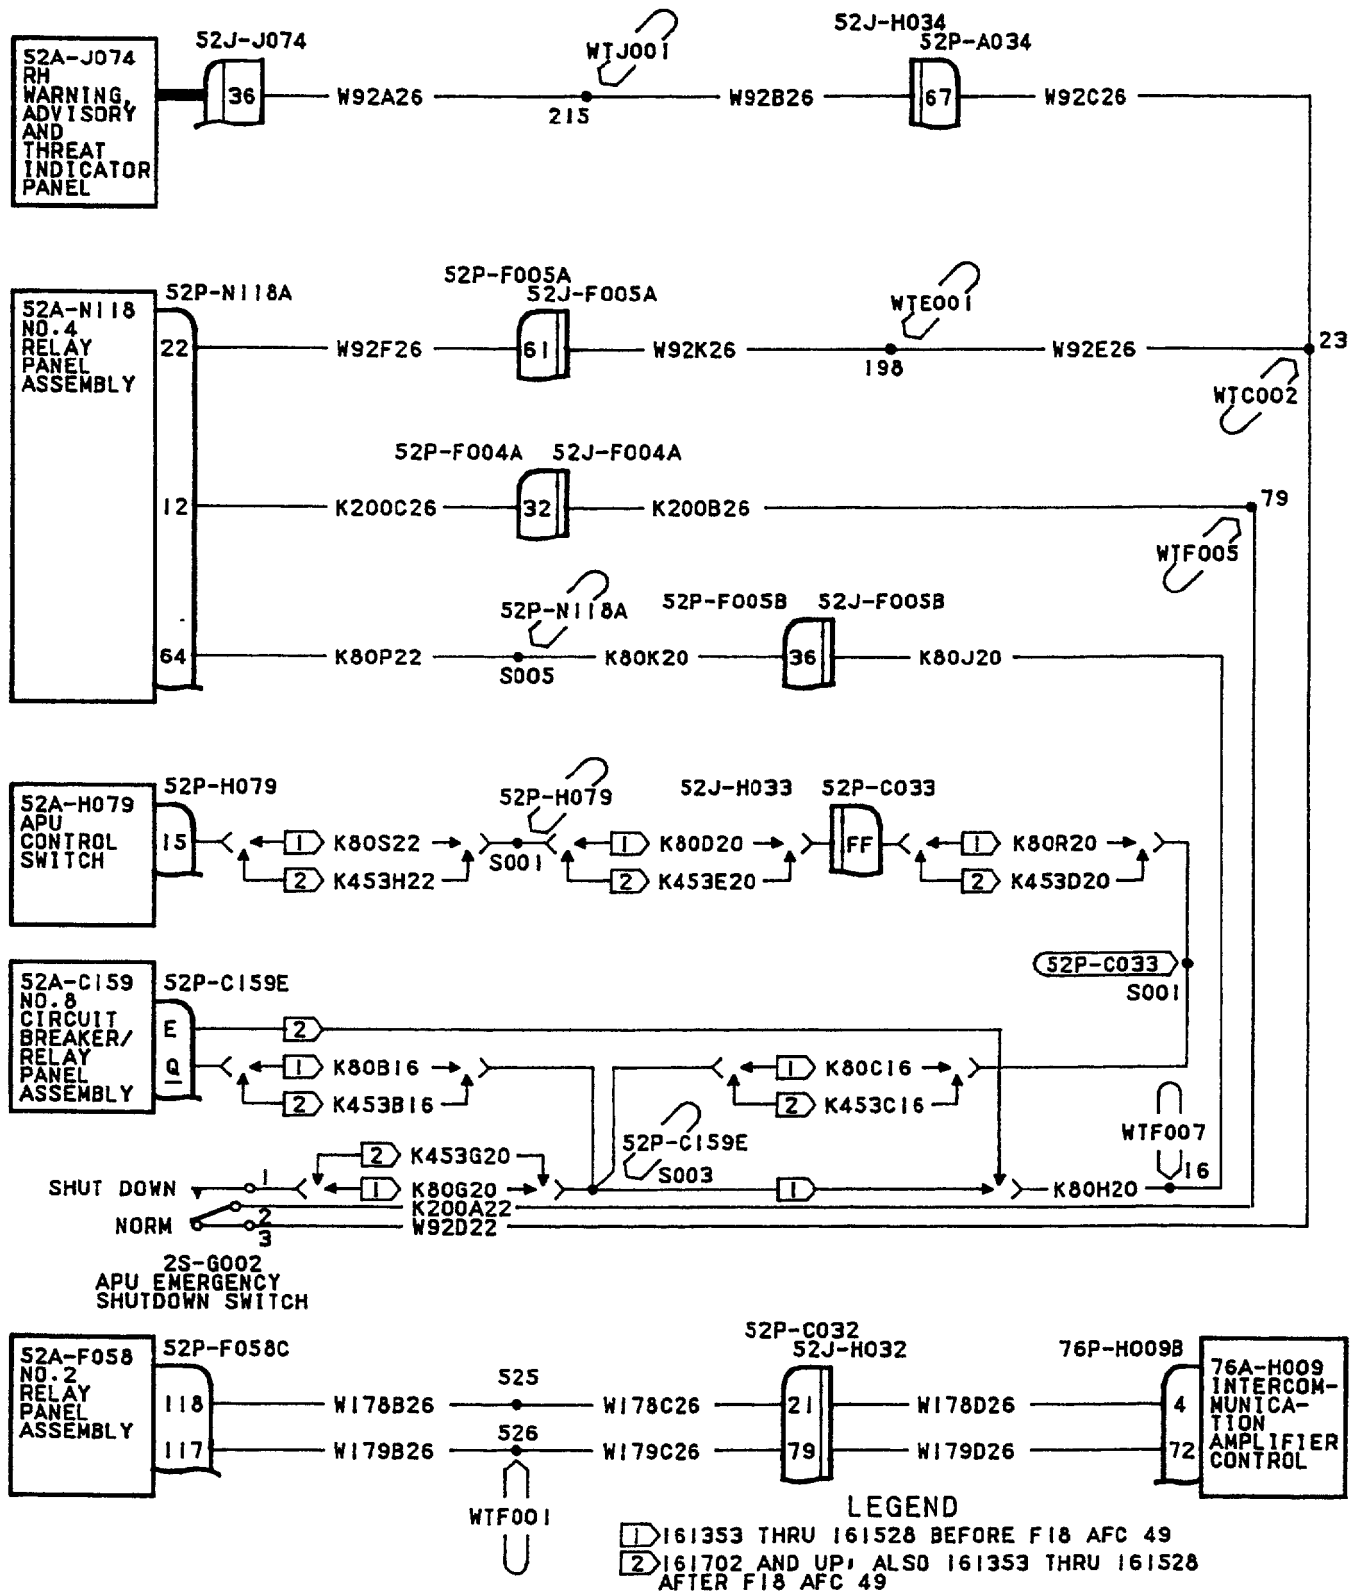 52J-J074
WTJ001
52J-H034
52P-A034
52A-J074
RH
WARNING,
ADVISORY
AND
THREAT
INDICATOR
PANEL
36
W92A26
215
W92B26
67
W92C26
52P-N118A
52P-F005A
52J-F005A
WTE001
52A-N118
NO.4
RELAY
PANEL
ASSEMBLY
22
W92F26
61
W92K26
198
W92E26
23
WTC002
52P-F004A
52J-F004A
12
K200C26
32
K200B26
79
WTF005
52P-N118A
52P-F005B
52J-F005B
64
K80P22
S005
K80K20
36
K80J20
52P-H079
52P-H079
52J-H033
52P-C033
52A-H079
APU
CONTROL
SWITCH
15
1
K80S22
S001
1
K80D20
FF
1
K80R20
2
K453H22
2
K453E20
2
K453D20
52P-C033
S001
52P-C159E
52A-C159
NO.8
CIRCUIT
BREAKER/
RELAY
PANEL
ASSEMBLY
E
2
Q
1
K80B16
1
K80C16
2
K453B16
2
K453C16
52P-C159E
S003
WTF007
16
2
K453G20
SHUT DOWN
1
1
K80G20
1
K80H20
K200A22
NORM
2
W92D22
3
2S-G002
APU EMERGENCY
SHUTDOWN SWITCH
52P-F058C
52P-C032
52J-H032
76P-H009B
52A-F058
NO.2
RELAY
PANEL
ASSEMBLY
118
W178B26
525
W178C26
21
W178D26
4
117
W179B26
526
W179C26
79
W179D26
72
76A-H009
INTERCOM-
MUNICA-
TION
AMPLIFIER
CONTROL
WTF001
LEGEND
1 161353 THRU 161528 BEFORE F18 AFC 49
2 161702 AND UP; ALSO 161353 THRU 161528
AFTER F18 AFC 49